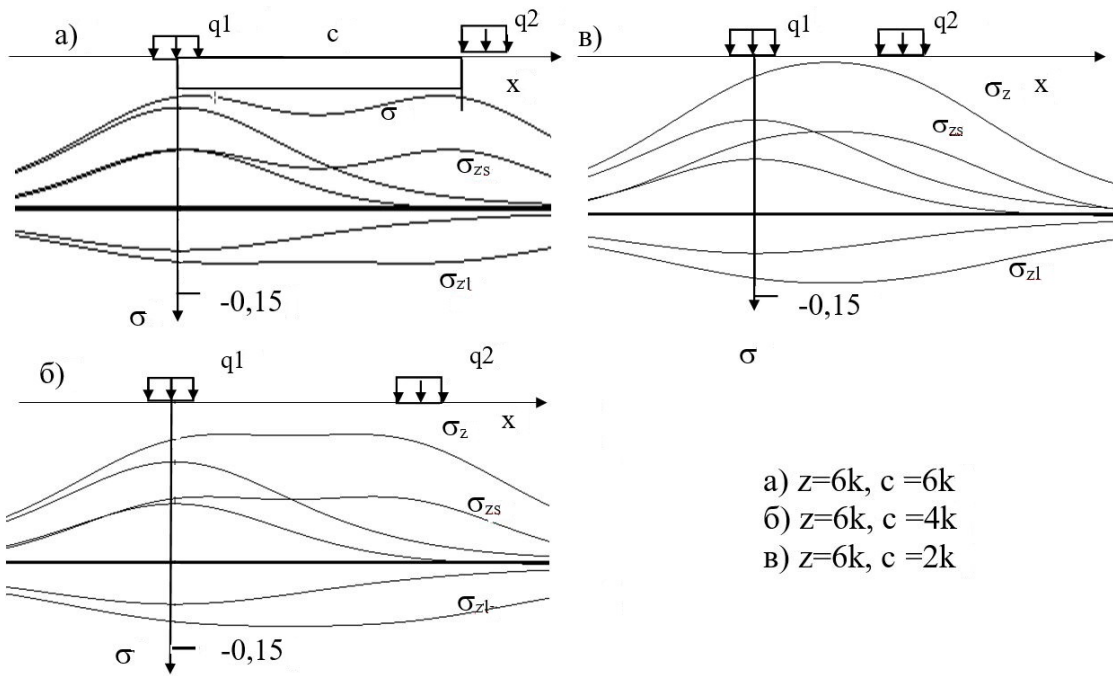 а)
q1
c
q2
x
σ
σzs
σzl
-0,15
σ
в)
q1
q2
x
σz
σzs
σzl
-0,15
σ
б)
q1
q2
x
σz
σzs
σzl
-0,15
σ
а) z=6k, c =6k
б) z=6k, c =4k
в) z=6k, c =2k